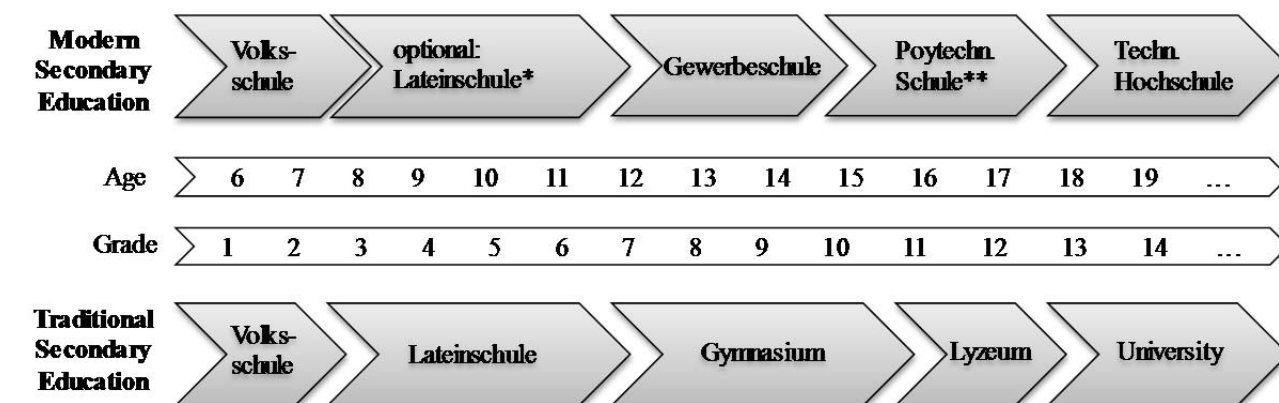 Modern
Secondary
Education
Volks-
schule
optional:
Lateinschule*
Gewerbeschule
Poytechn.
Schule**
Techn.
Hochschule
Age 6 7 8 9 10 11 12 13 14 15 16 17 18 19 ...
Grade 1 2 3 4 5 6 7 8 9 10 11 12 13 14 ...
Traditional
Secondary
Education
Volks-
schule
Lateinschule
Gymnasium
Lyzeum
University